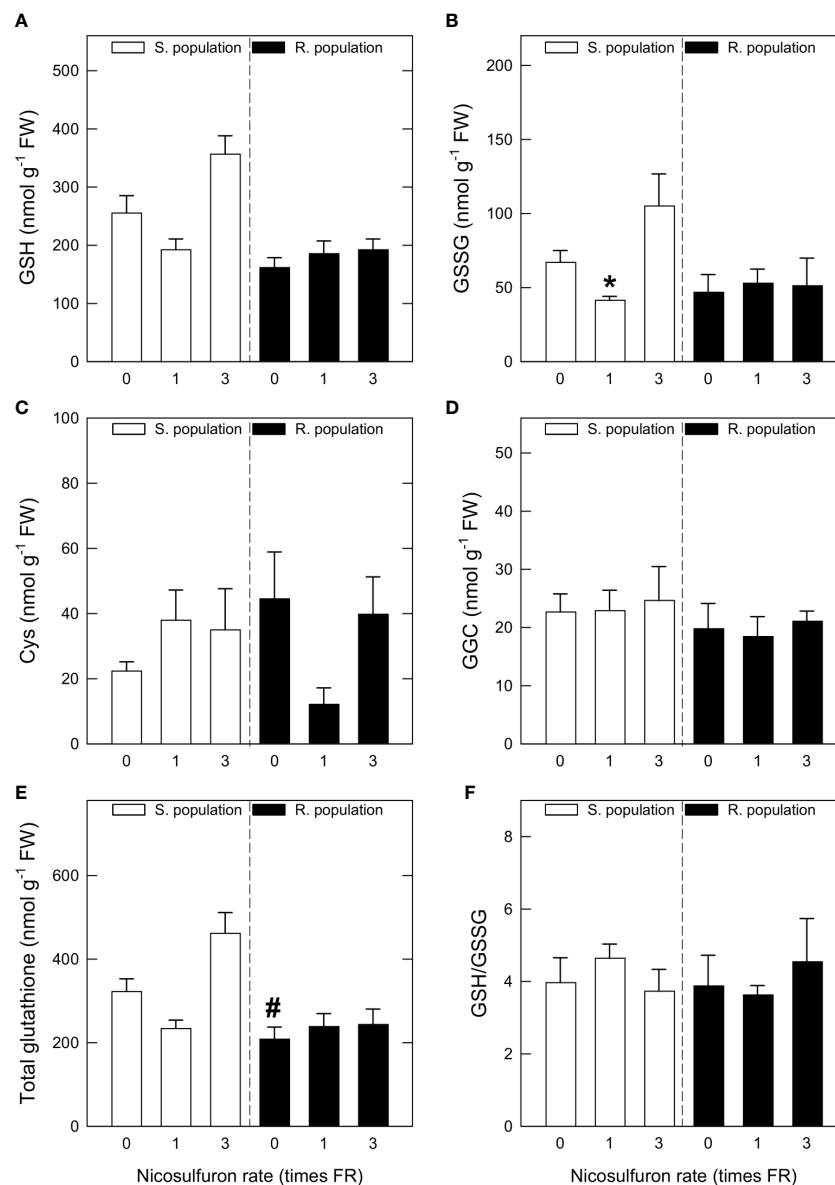 A
S. population
R. population
GSH (nmol g-1 FW)
500
400
300
200
100
0
0 1 3 0 1 3
B
S. population
R. population
GSSG (nmol g-1 FW)
200
150
100
50
0
*
0 1 3 0 1 3
C
S. population
R. population
Cys (nmol g-1 FW)
100
80
60
40
20
0
0 1 3 0 1 3
D
S. population
R. population
GGC (nmol g-1 FW)
50
40
30
20
10
0
0 1 3 0 1 3
E
S. population
R. population
Total glutathione (nmol g-1 FW)
600
400
200
0
#
0 1 3 0 1 3
Nicosulfuron rate (times FR)
F
S. population
R. population
GSH/GSSG
8
6
4
2
0
0 1 3 0 1 3
Nicosulfuron rate (times FR)